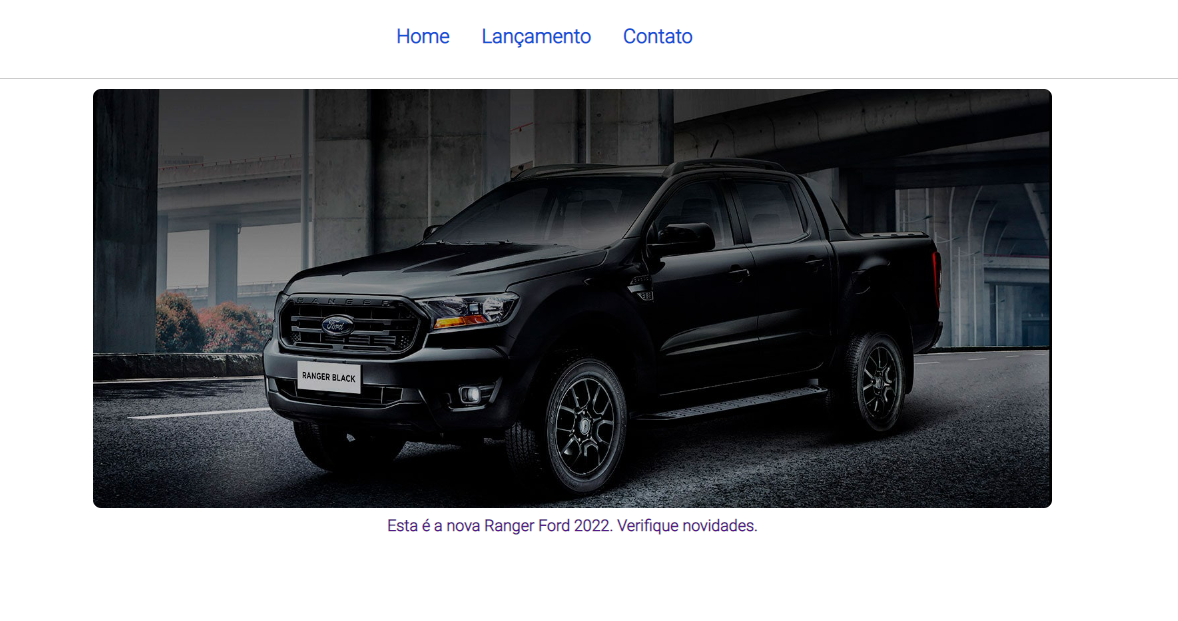 Home Lançamento Contato
RANGER
Ford
RANGER BLACK
Esta é a nova Ranger Ford 2022. Verifique novidades.